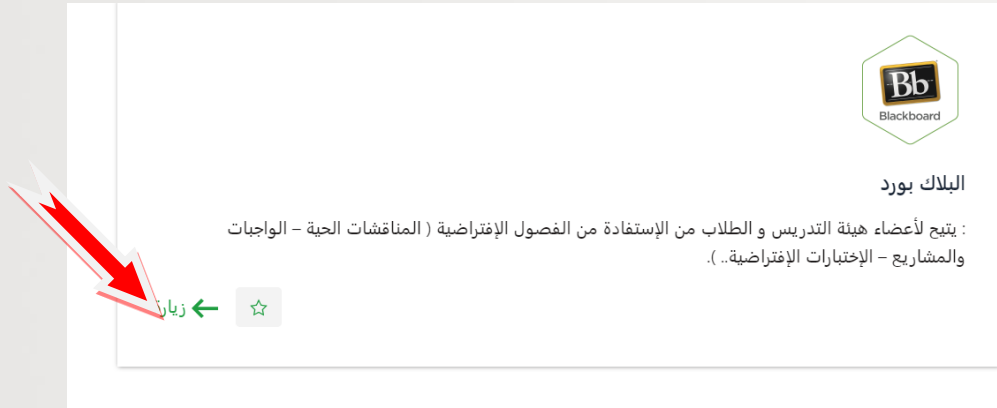 Bb
Blackboard
البلاك بورد
: يتيح لأعضاء هيئة التدريس و الطلاب من الإستفادة من الفصول الإفتراضية ( المناقشات الحية – الواجبات
والمشاريع – الإختبارات الإفتراضية.. ).